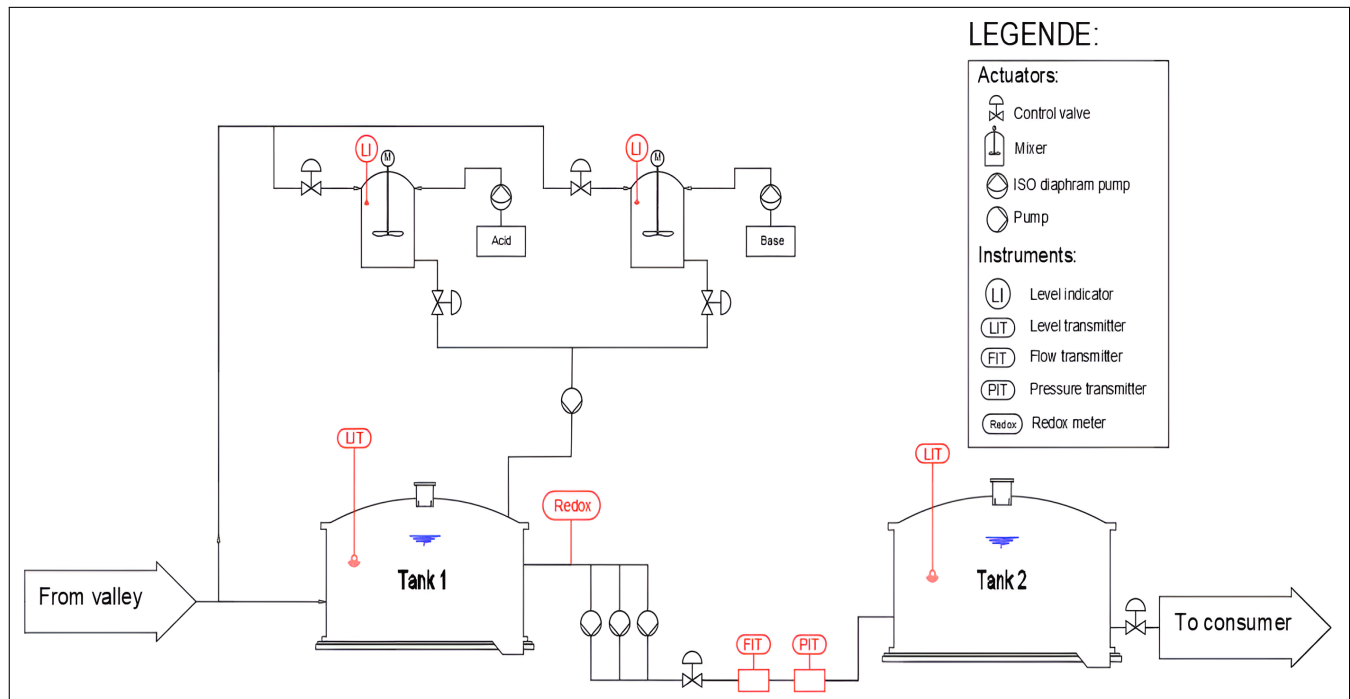 LEGENDE:
Actuators:
Control valve
Mixer
ISO diaphram pump
Pump
Instruments:
LI Level indicator
LIT Level transmitter
FIT Flow transmitter
PIT Pressure transmitter
Redox Redox meter
LI
M
LI
M
Acid
Base
LIT
Redox
LIT
Tank 1
Tank 2
From valley
To consumer
FIT
PIT